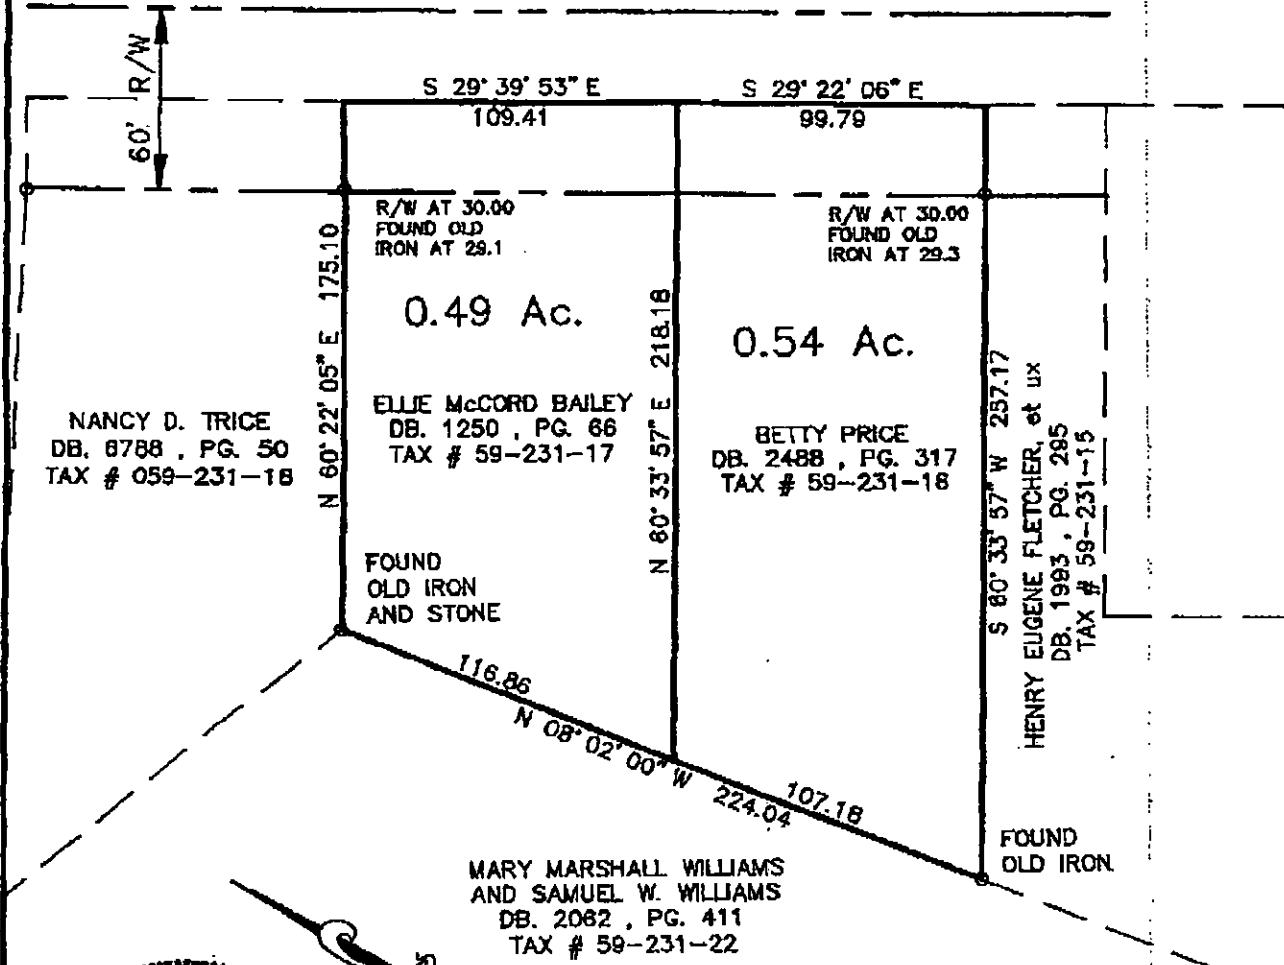 60' R/W
S 29° 39' 53" E
109.41
S 29° 22' 06" E
99.79
R/W AT 30.00
FOUND OLD
IRON AT 29.1
R/W AT 30.00
FOUND OLD
IRON AT 29.3
N 60° 22' 05" E 175.10
0.49 Ac.
N 60° 33' 57" E 218.18
0.54 Ac.
S 60° 33' 57" W 257.17
HENRY EUGENE FLETCHER, et ux
DB. 1993 , PG. 295
TAX # 59-231-15
NANCY D. TRICE
DB. 6788 , PG. 50
TAX # 059-231-18
ELLIE McCORD BAILEY
DB. 1250 , PG. 66
TAX # 59-231-17
BETTY PRICE
DB. 2488 , PG. 317
TAX # 59-231-16
FOUND
OLD IRON
AND STONE
116.86
N 08° 02' 00" W
224.04
107.18
FOUND
OLD IRON
MARY MARSHALL WILLIAMS
AND SAMUEL W. WILLIAMS
DB. 2062 , PG. 411
TAX # 59-231-22